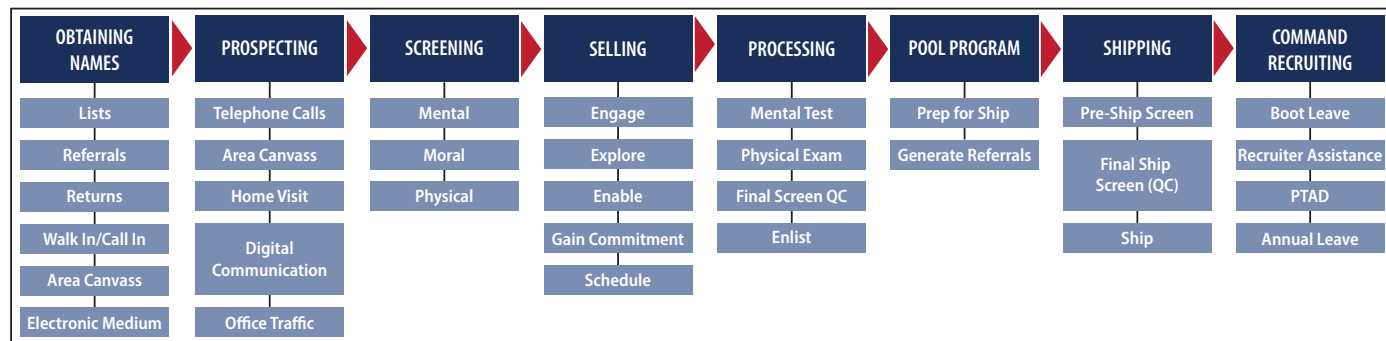 OBTAINING
NAMES
Lists
Referrals
Returns
Walk In/Call In
Area Canvass
Electronic Medium
PROSPECTING
Telephone Calls
Area Canvass
Home Visit
Digital
Communication
Office Traffic
SCREENING
Mental
Moral
Physical
SELLING
Engage
Explore
Enable
Gain Commitment
Schedule
PROCESSING
Mental Test
Physical Exam
Final Screen QC
Enlist
POOL PROGRAM
Prep for Ship
Generate Referrals
SHIPPING
Pre-Ship Screen
Final Ship
Screen (QC)
Ship
COMMAND
RECRUITING
Boot Leave
Recruiter Assistance
PTAD
Annual Leave